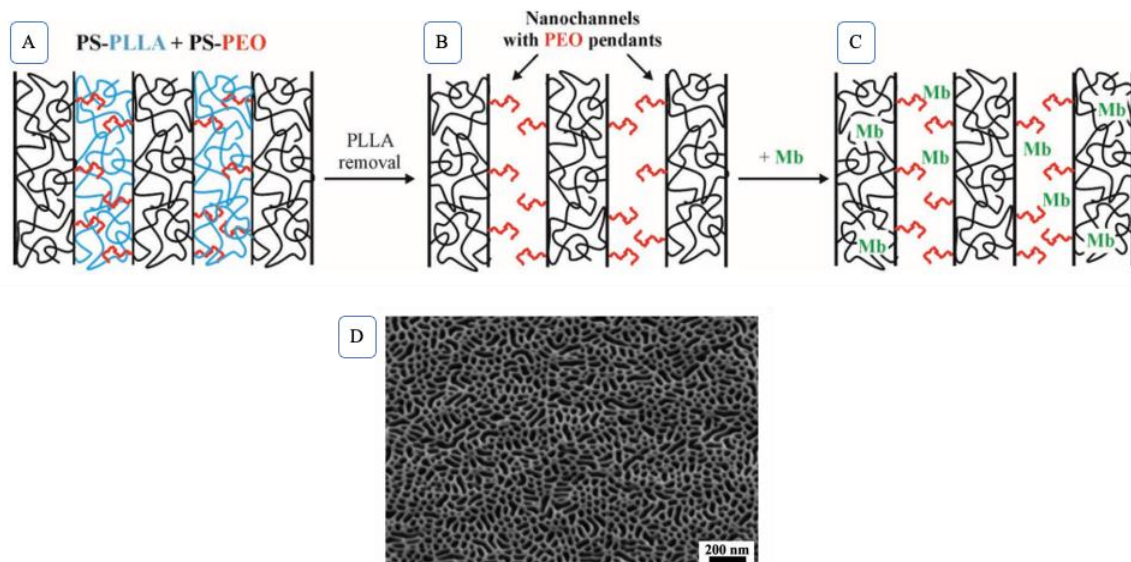 A
PS-PLLA + PS-PEO
PLLA
removal
B
Nanochannels
with PEO pendants
+ Mb
C
Mb
Mb
Mb
Mb
Mb
Mb
Mb
Mb
D
200 nm